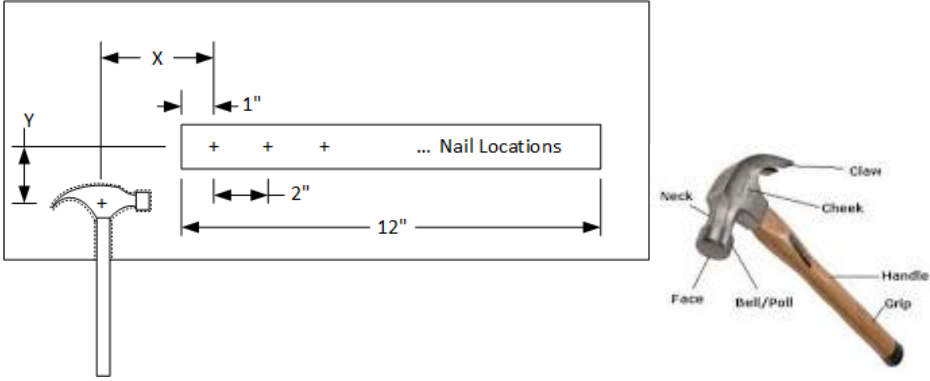 X
1"
Y
+ + + ... Nail Locations
+
2"
12"
Claw
Neck
Cheek
Handle
Face
Bell/Poll
Grip